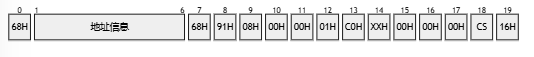 0 1 6 7 8 9 10 11 12 13 14 15 16 17 18 19
68H 地址信息 68H 91H 08H 00H 00H 01H C0H XXH 00H 00H 00H CS 16H